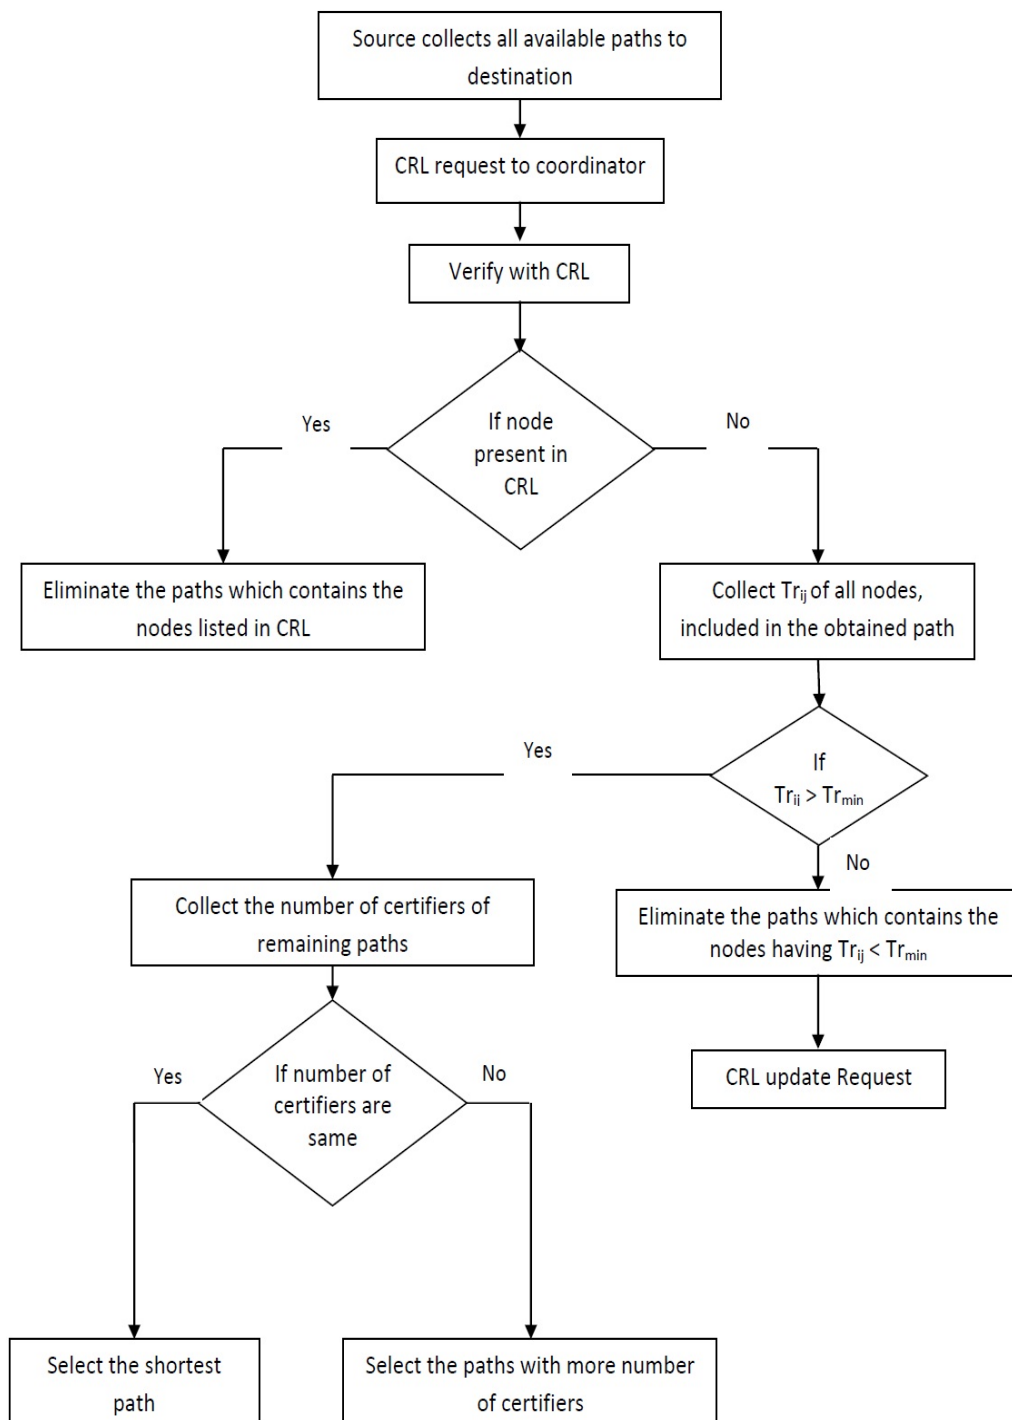 Source collects all available paths to
destination
CRL request to coordinator
Verify with CRL
If node
present in
CRL
Yes
No
Eliminate the paths which contains the
nodes listed in CRL
Collect Trij of all nodes,
included in the obtained path
If
Trij > Trmin
Yes
No
Collect the number of certifiers of
remaining paths
Eliminate the paths which contains the
nodes having Trij < Trmin
CRL update Request
If number of
certifiers are
same
Yes
No
Select the shortest
path
Select the paths with more number
of certifiers